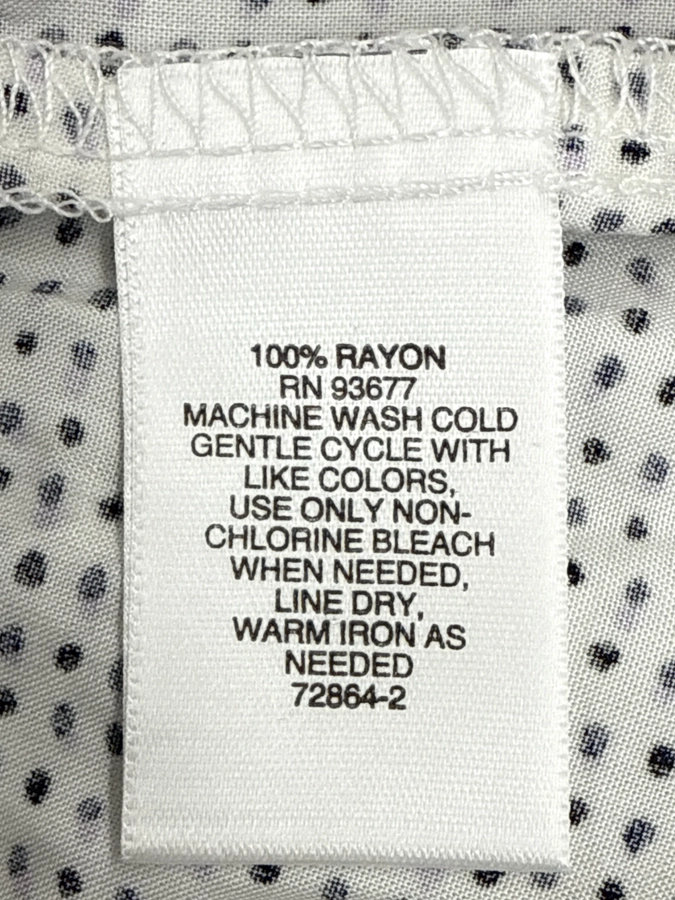 100% RAYON
RN 93677
MACHINE WASH COLD
GENTLE CYCLE WITH
LIKE COLORS,
USE ONLY NON-
CHLORINE BLEACH
WHEN NEEDED,
LINE DRY,
WARM IRON AS
NEEDED
72864-2